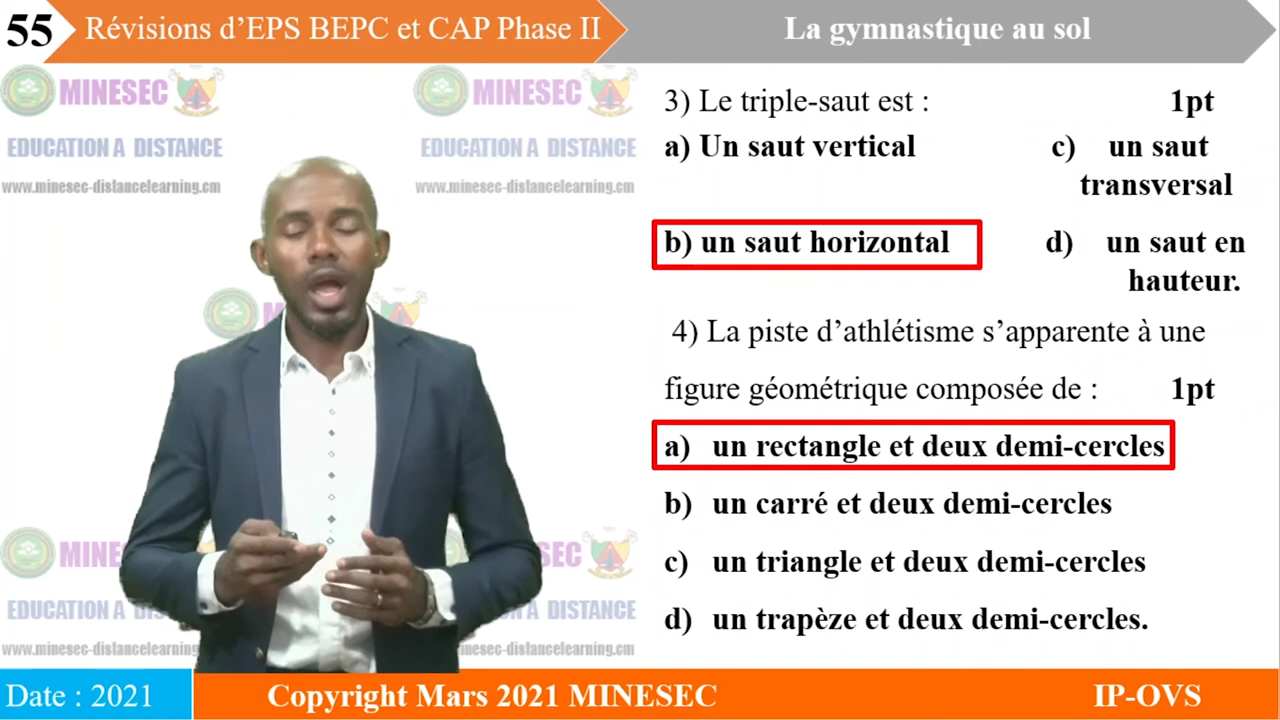 55
Révisions d’EPS BEPC et CAP Phase II
La gymnastique au sol
MINESEC
EDUCATION A DISTANCE
www.minesec-distancelearning.cm
MINESEC
EDUCATION A DISTANCE
www.minesec-distancelearning.cm
3) Le triple-saut est : 1pt
a) Un saut vertical c) un saut
transversal
b) un saut horizontal d) un saut en
hauteur.
4) La piste d’athlétisme s’apparente à une
figure géométrique composée de : 1pt
a) un rectangle et deux demi-cercles
b) un carré et deux demi-cercles
c) un triangle et deux demi-cercles
d) un trapèze et deux demi-cercles.
EDUCATION A
DISTANCE
www.minesec-distancelearning.cm
Date : 2021
Copyright Mars 2021 MINESEC
IP-OVS